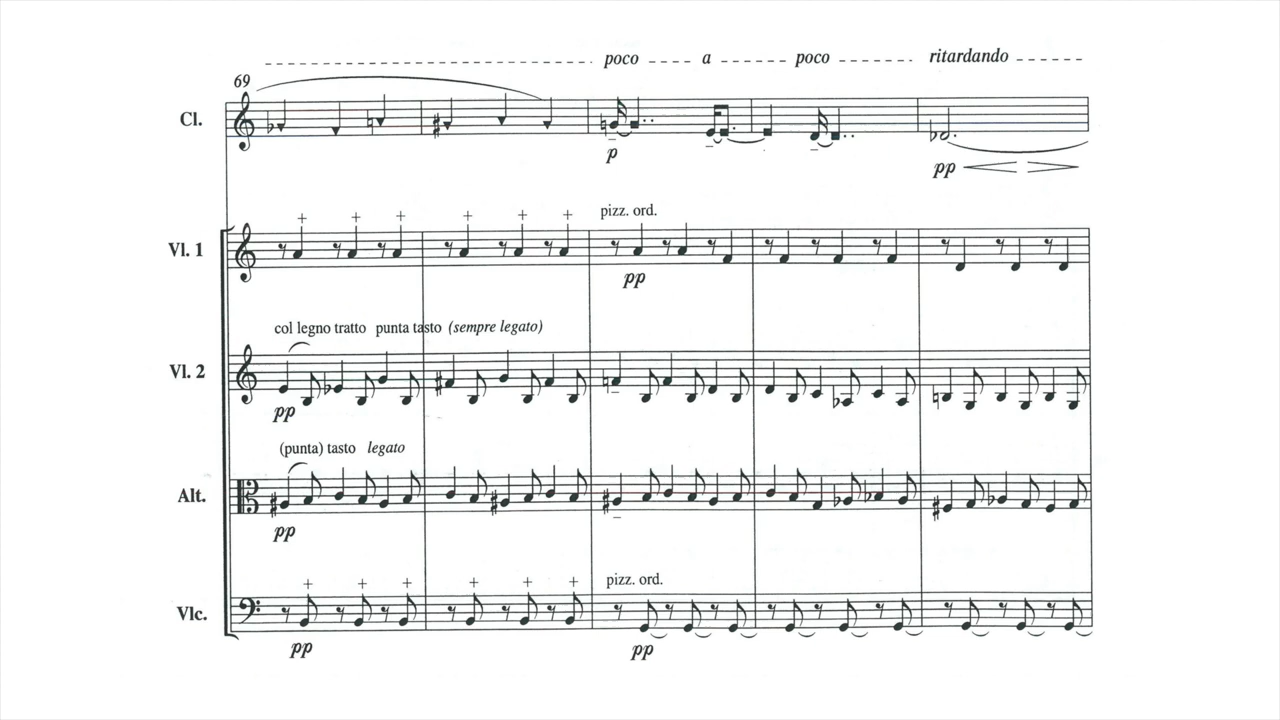 poco a poco ritardando
69
Cl.
p
pp
pizz. ord.
Vl. 1
pp
col legno tratto punta tasto (sempre legato)
Vl. 2
pp
(punta) tasto legato
Alt.
pp
pizz. ord.
Vlc.
pp pp